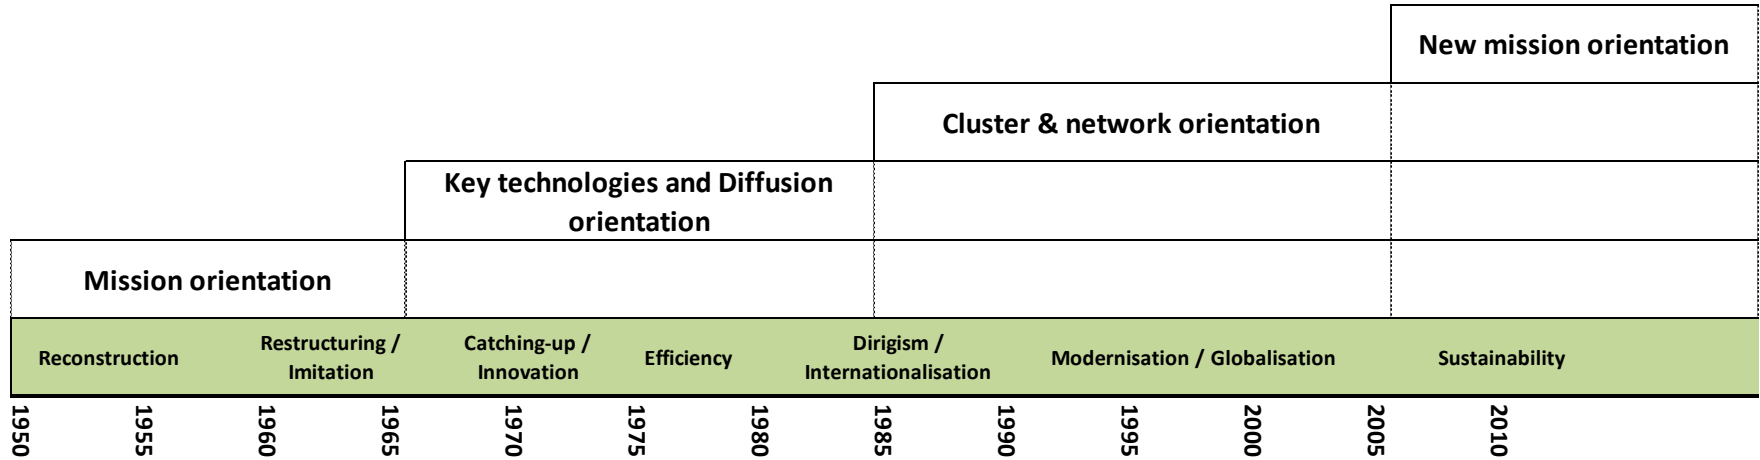 New mission orientation
Cluster & network orientation
Key technologies and Diffusion
orientation
Mission orientation
Reconstruction
Restructuring /
Imitation
Catching-up /
Innovation
Efficiency
Dirigism /
Internationalisation
Modernisation / Globalisation
Sustainability
1950
1955
1960
1965
1970
1975
1980
1985
1990
1995
2000
2005
2010